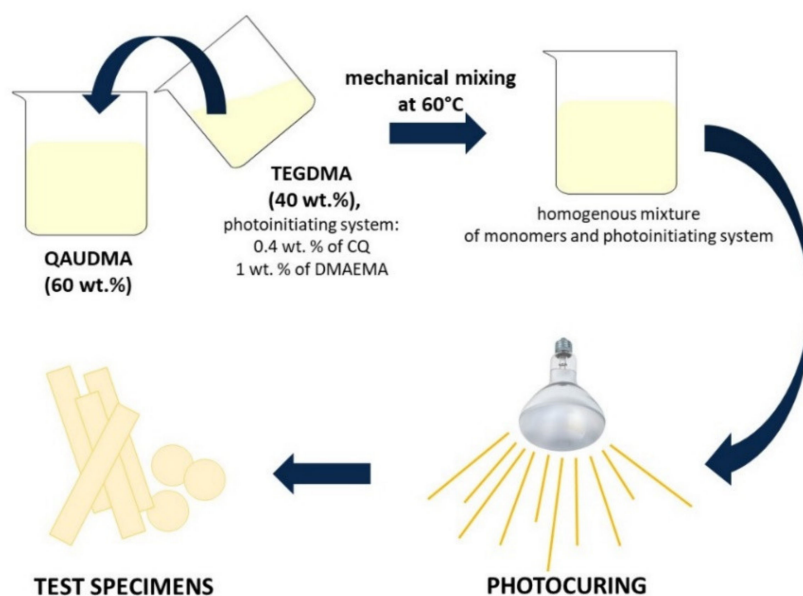 mechanical mixing
at 60°C
TEGDMA
(40 wt.%),
photoinitiating system:
0.4 wt. % of CQ
1 wt. % of DMAEMA
QAUDMA
(60 wt.%)
homogenous mixture
of monomers and photoinitiating system
TEST SPECIMENS
PHOTOCURING